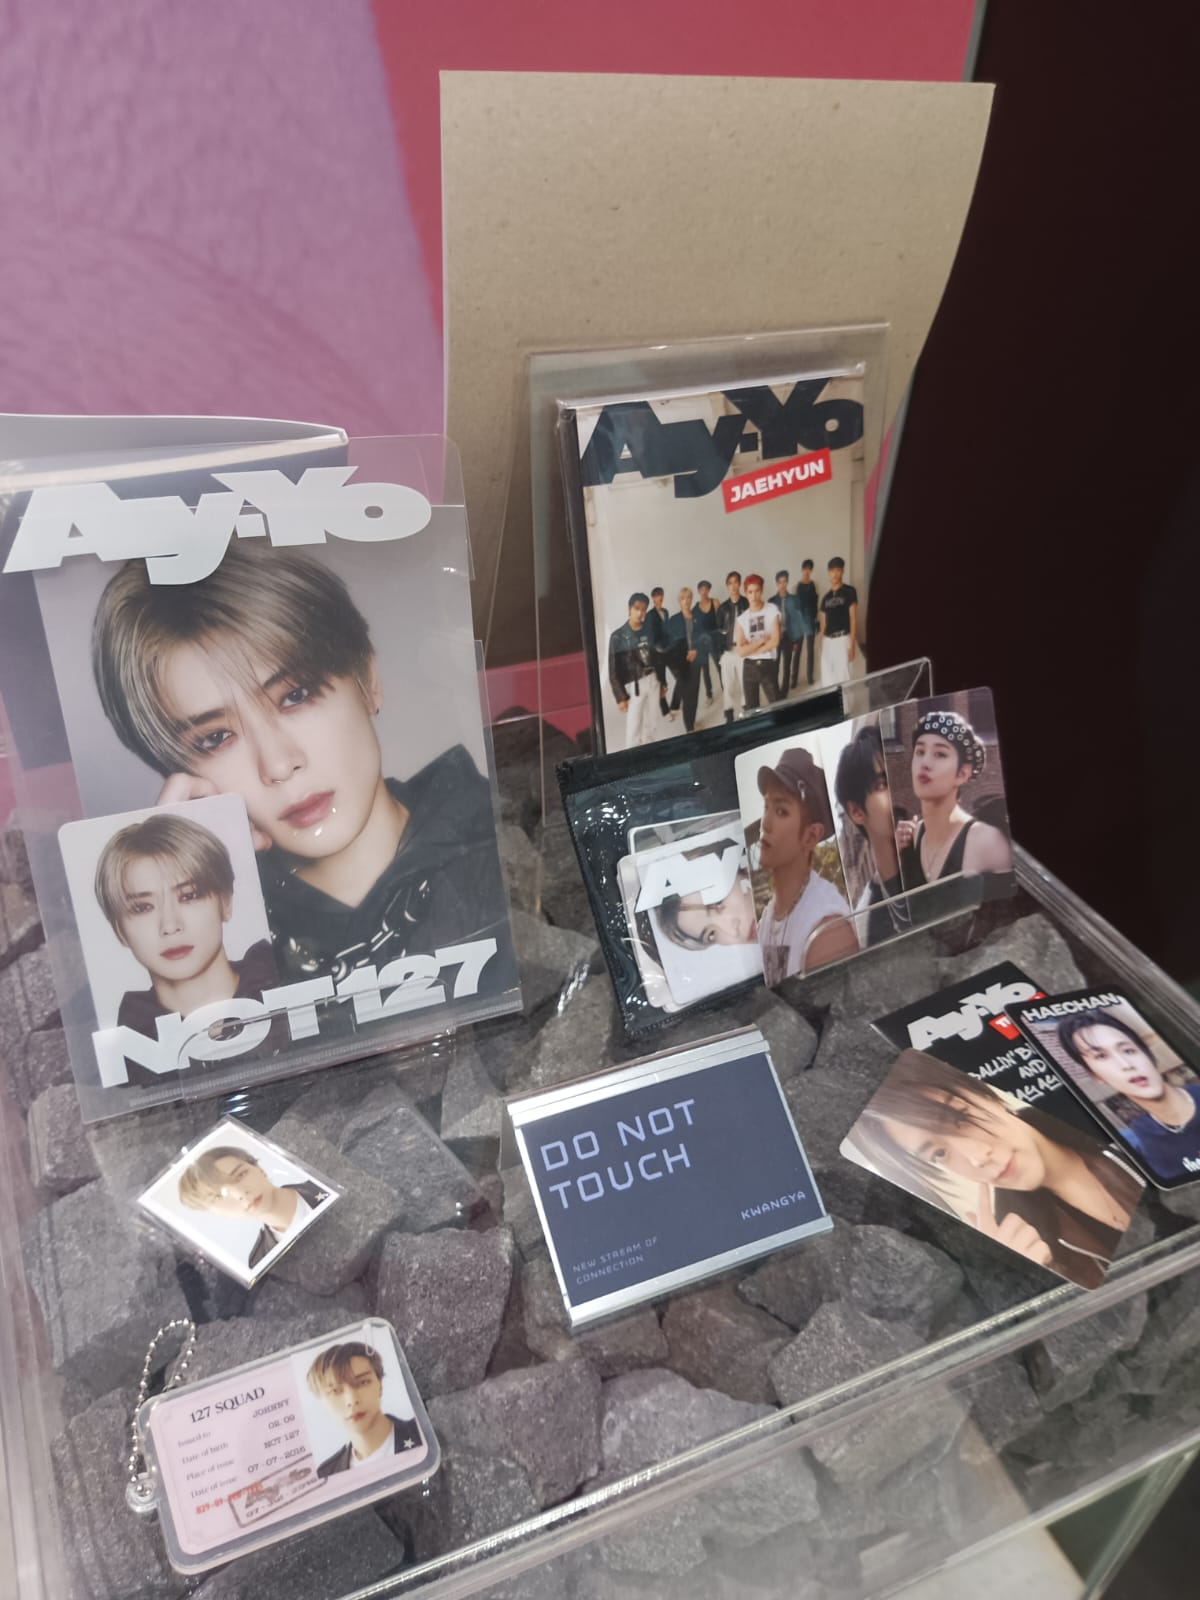 Ay-Yo
JAEHYUN
Ay-Yo
NCT127
Ay-Yo
HAECHAN
BALLIN'
AND
DO NOT
TOUCH
KWANGYA
NEW STREAM OF
CONNECTION
127 SQUAD
Issued to JOHNNY
Date of birth 02. 09
Place of issue NCT 127
Date of issue 07-07-2016